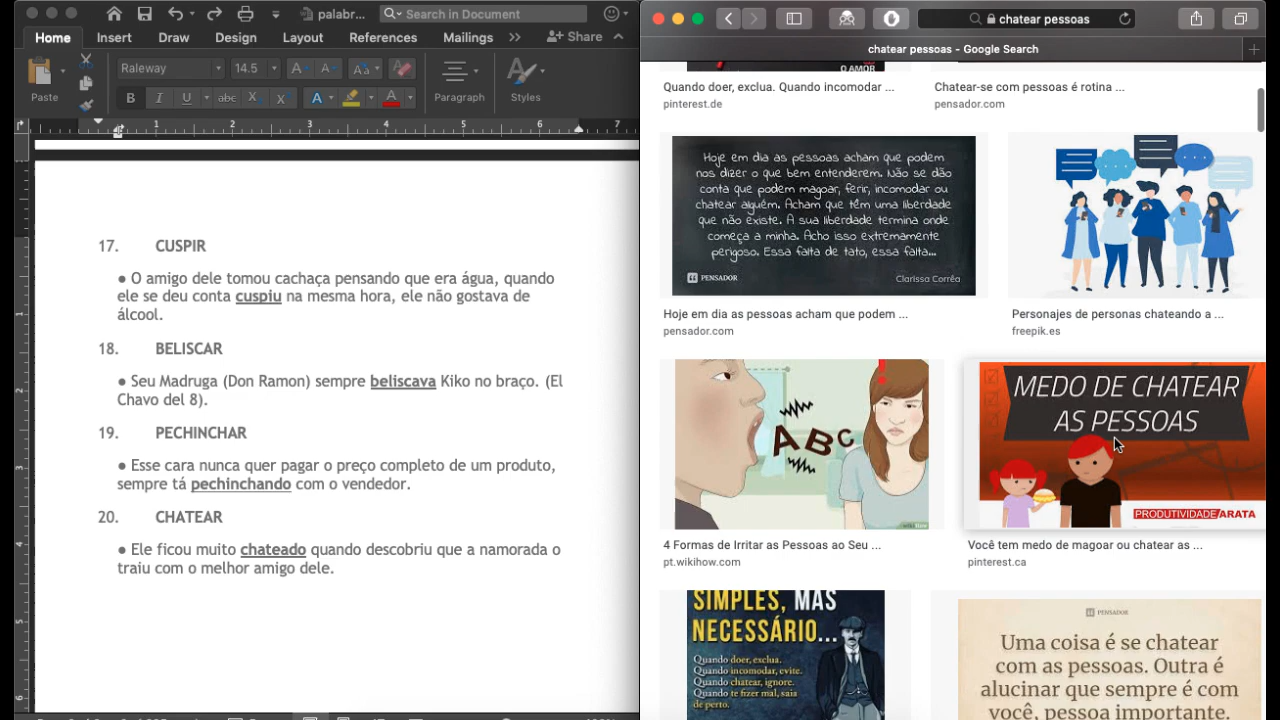 palabr...
Search in Document
Home
Insert
Draw
Design
Layout
References
Mailings
Share
Raleway
14.5
Paste
B I U abc X₂ X²
Paragraph
Styles
1 2 3 4 5 6 7
17. CUSPIR
● O amigo dele tomou cachaça pensando que era água, quando
ele se deu conta cuspiu na mesma hora, ele não gostava de
álcool.
18. BELISCAR
● Seu Madruga (Don Ramon) sempre beliscava Kiko no braço. (El
Chavo del 8).
19. PECHINCHAR
● Esse cara nunca quer pagar o preço completo de um produto,
sempre tá pechinchando com o vendedor.
20. CHATEAR
● Ele ficou muito chateado quando descobriu que a namorada o
traiu com o melhor amigo dele.
chatear pessoas
chatear pessoas - Google Search
O AMOR
Quando doer, exclua. Quando incomodar ...
pinterest.de
Chatear-se com pessoas é rotina ...
pensador.com
Hoje em dia as pessoas acham que podem
nos dizer o que bem entenderem. Não se dão
conta que podem magoar, ferir, incomodar ou
chatear alguém. Acham que têm uma liberdade
que não existe. A sua liberdade termina onde
começa a minha. Acho isso extremamente
perigoso. Essa falta de tato, essa falta...
PENSADOR
Clarissa Corrêa
Hoje em dia as pessoas acham que podem ...
pensador.com
Personajes de personas chateando a ...
freepik.es
ABC
wikiHow
4 Formas de Irritar as Pessoas ao Seu ...
pt.wikihow.com
MEDO DE CHATEAR
AS PESSOAS
PRODUTIVIDADE ARATA
Você tem medo de magoar ou chatear as ...
pinterest.ca
SIMPLES, MAS
NECESSÁRIO...
Quando doer, exclua.
Quando incomodar, evite.
Quando chatear, ignore.
Quando te fizer mal, saia
de perto.
PENSADOR
Uma coisa é se chatear
com as pessoas. Outra é
alucinar que sempre é com
você, pessoa importante.